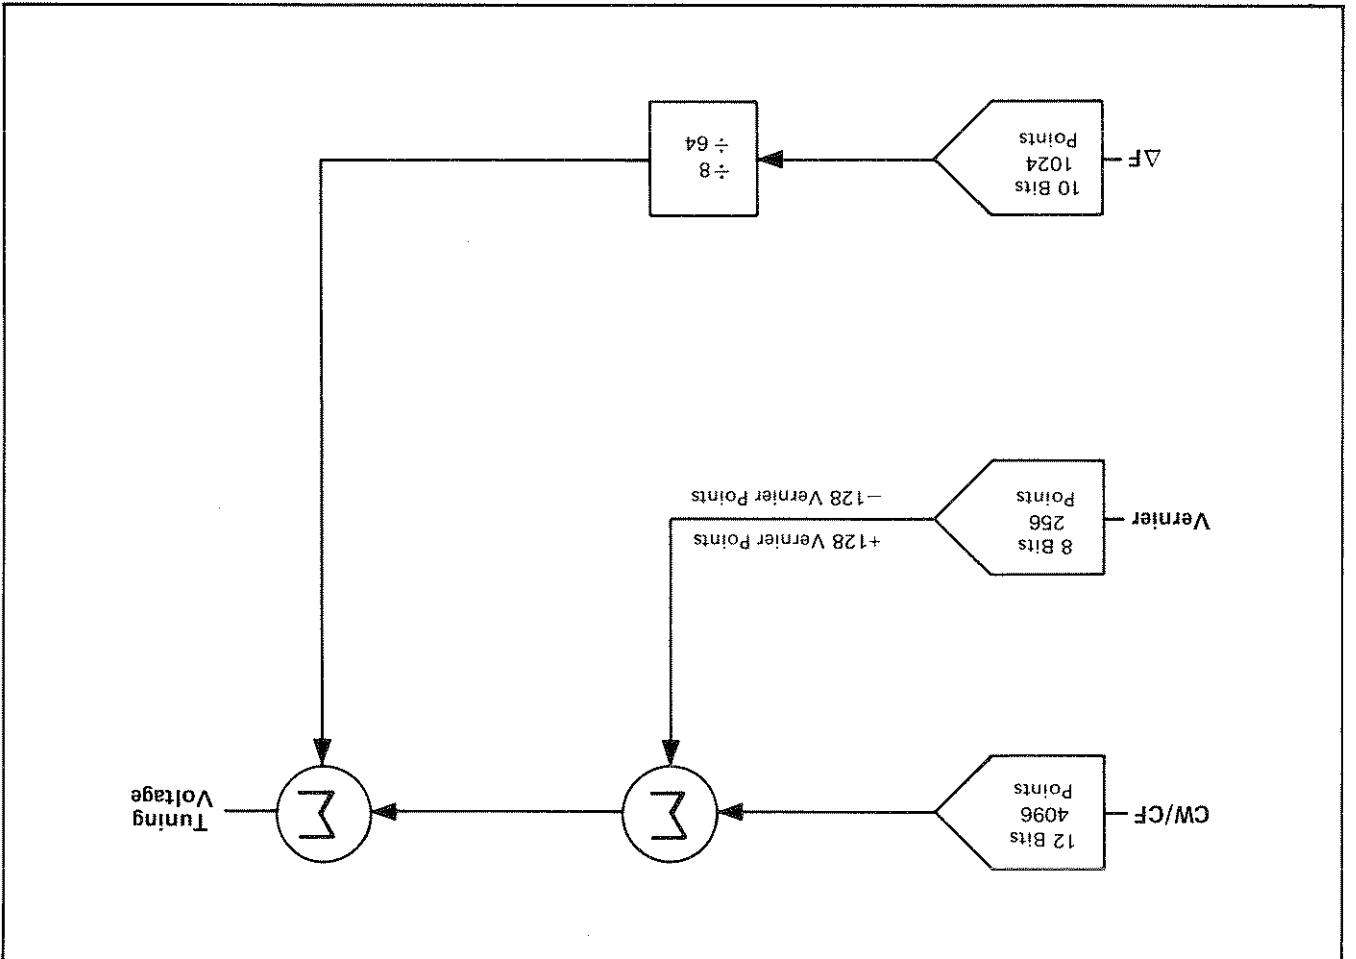 CW/CF
12 Bits
4096
Points
Σ
Σ
Tuning
Voltage
Vernier
8 Bits
256
Points
+128 Vernier Points
—128 Vernier Points
ΔF
10 Bits
1024
Points
÷ 8
÷ 64